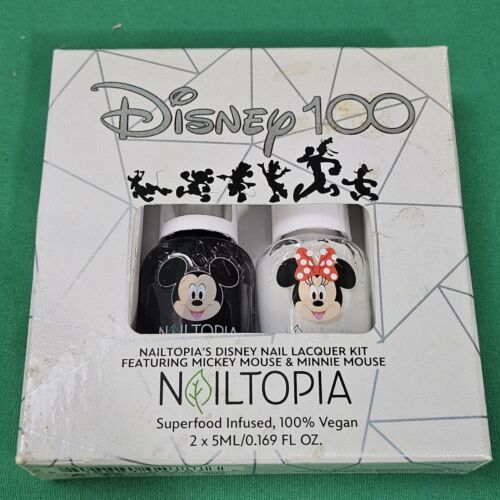 Disney 100
NAILTOPIA
NAILTOPIA'S DISNEY NAIL LACQUER KIT
FEATURING MICKEY MOUSE & MINNIE MOUSE
NAILTOPIA
Superfood Infused, 100% Vegan
2 x 5ML/0.169 FL OZ.